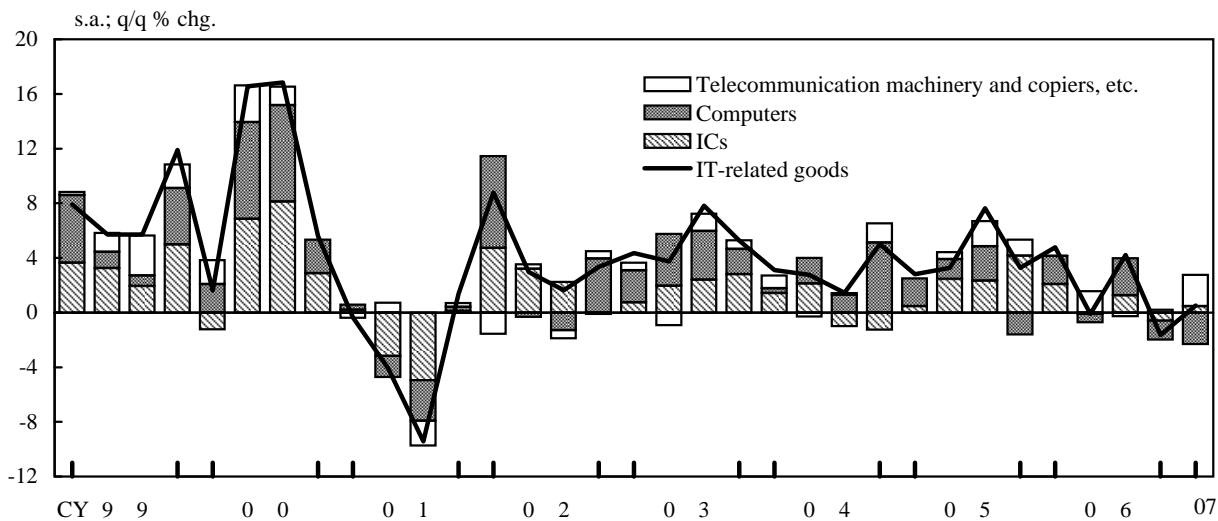 s.a.; q/q % chg.
20
16
12
8
4
0
-4
-8
-12
Telecommunication machinery and copiers, etc.
Computers
ICs
IT-related goods
CY 9 9 0 0 0 1 0 2 0 3 0 4 0 5 0 6 07